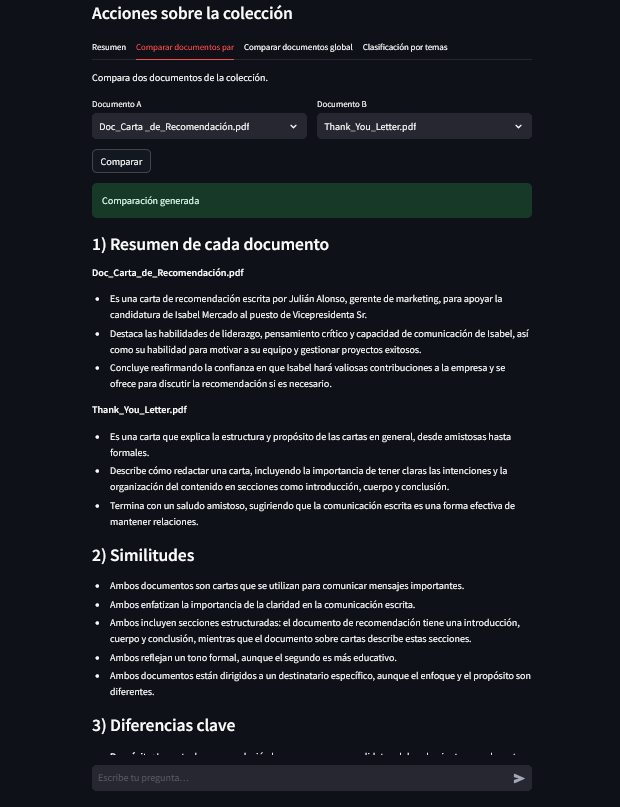 Acciones sobre la colección
Resumen Comparar documentos par Comparar documentos global Clasificación por temas
Compara dos documentos de la colección.
Documento A Documento B
Doc_Carta _de_Recomendación.pdf Thank_You_Letter.pdf
Comparar
Comparación generada
1) Resumen de cada documento
Doc_Carta_de_Recomendación.pdf
• Es una carta de recomendación escrita por Julián Alonso, gerente de marketing, para apoyar la
candidatura de Isabel Mercado al puesto de Vicepresidenta Sr.
• Destaca las habilidades de liderazgo, pensamiento crítico y capacidad de comunicación de Isabel, así
como su habilidad para motivar a su equipo y gestionar proyectos exitosos.
• Concluye reafirmando la confianza en que Isabel hará valiosas contribuciones a la empresa y se
ofrece para discutir la recomendación si es necesario.
Thank_You_Letter.pdf
• Es una carta que explica la estructura y propósito de las cartas en general, desde amistosas hasta
formales.
• Describe cómo redactar una carta, incluyendo la importancia de tener claras las intenciones y la
organización del contenido en secciones como introducción, cuerpo y conclusión.
• Termina con un saludo amistoso, sugiriendo que la comunicación escrita es una forma efectiva de
mantener relaciones.
2) Similitudes
• Ambos documentos son cartas que se utilizan para comunicar mensajes importantes.
• Ambos enfatizan la importancia de la claridad en la comunicación escrita.
• Ambos incluyen secciones estructuradas: el documento de recomendación tiene una introducción,
cuerpo y conclusión, mientras que el documento sobre cartas describe estas secciones.
• Ambos reflejan un tono formal, aunque el segundo es más educativo.
• Ambos documentos están dirigidos a un destinatario específico, aunque el enfoque y el propósito son
diferentes.
3) Diferencias clave
Escribe tu pregunta...